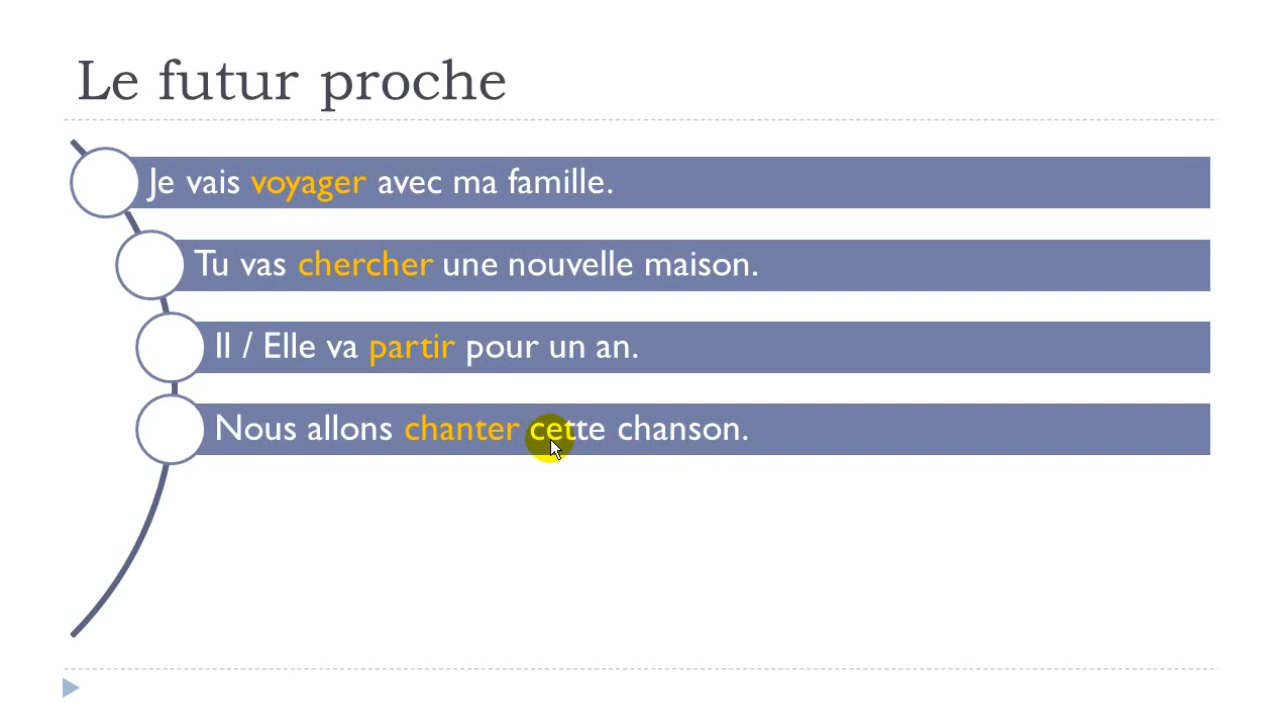 Le futur proche
Je vais voyager avec ma famille.
Tu vas chercher une nouvelle maison.
Il / Elle va partir pour un an.
Nous allons chanter cette chanson.